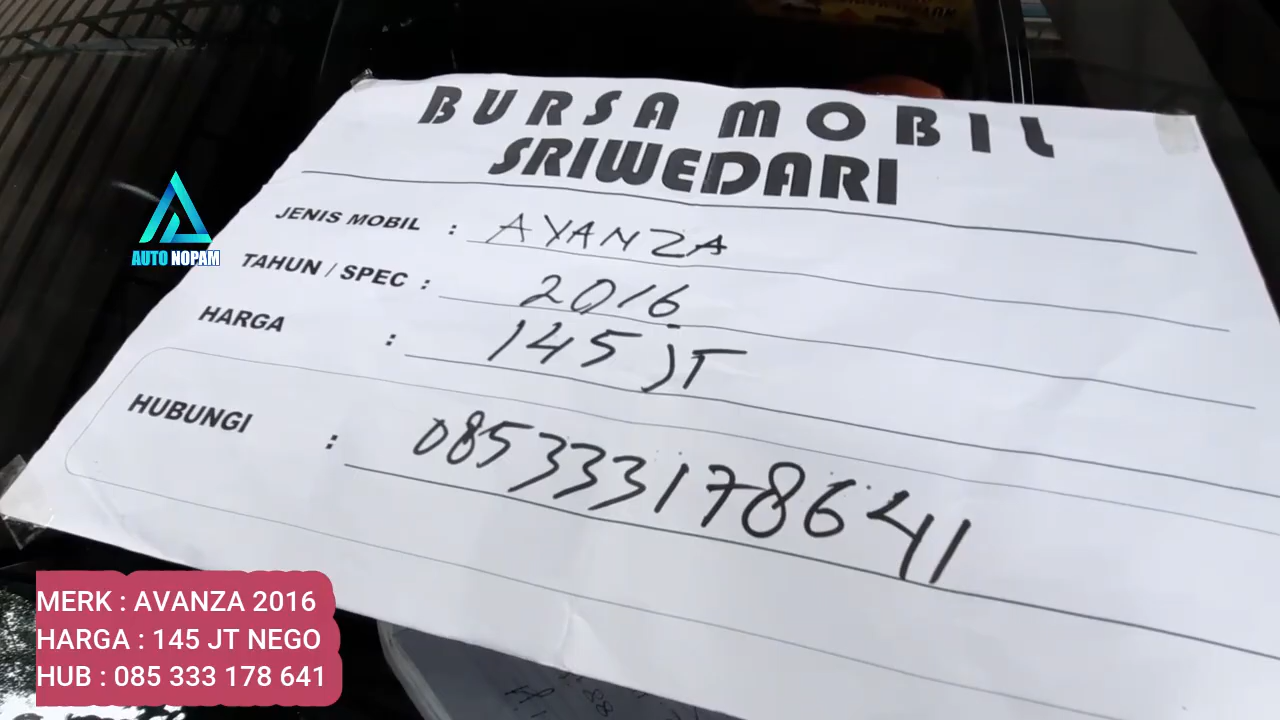 BURSA MOBIL
SRIWEDARI
JENIS MOBIL : AVANZA
TAHUN / SPEC : 2016
HARGA : 145 JT
HUBUNGI : 085333178641
AUTO NOPAM
MERK : AVANZA 2016
HARGA : 145 JT NEGO
HUB : 085 333 178 641